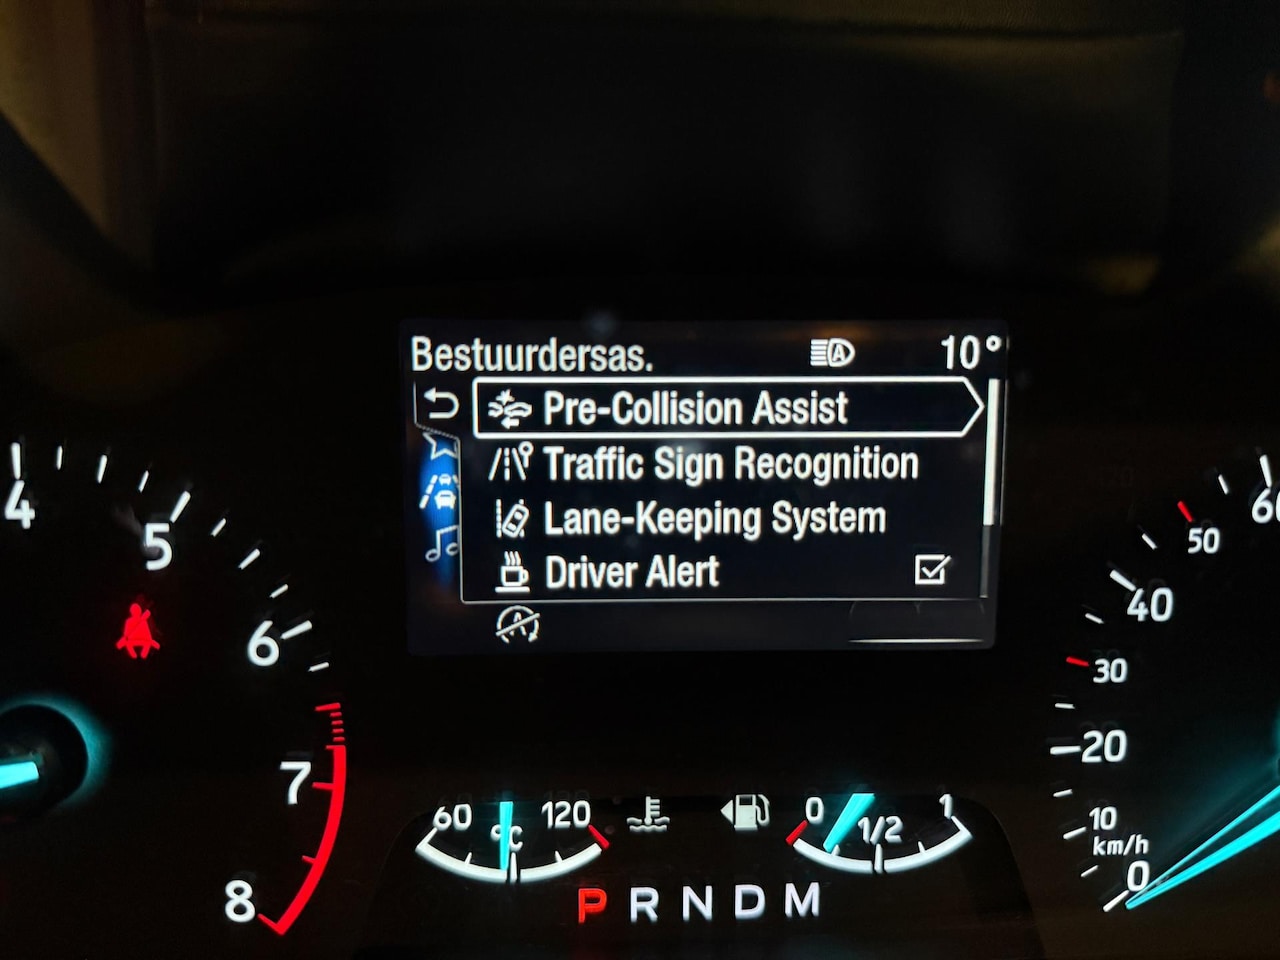 Bestuurdersas. 10°
Pre-Collision Assist
Traffic Sign Recognition
Lane-Keeping System
Driver Alert
4
5
6
7
8
60 120
°C
0 1/2 1
P R N D M
60
50
40
30
20
10
km/h
0